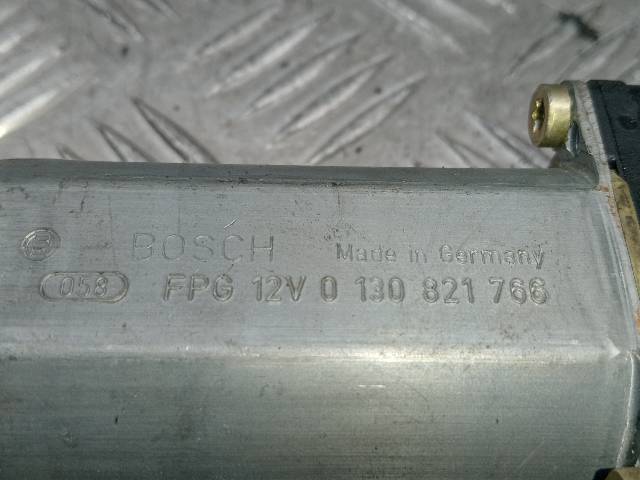 BOSCH Made in Germany
058 FPG 12V 0 130 821 766